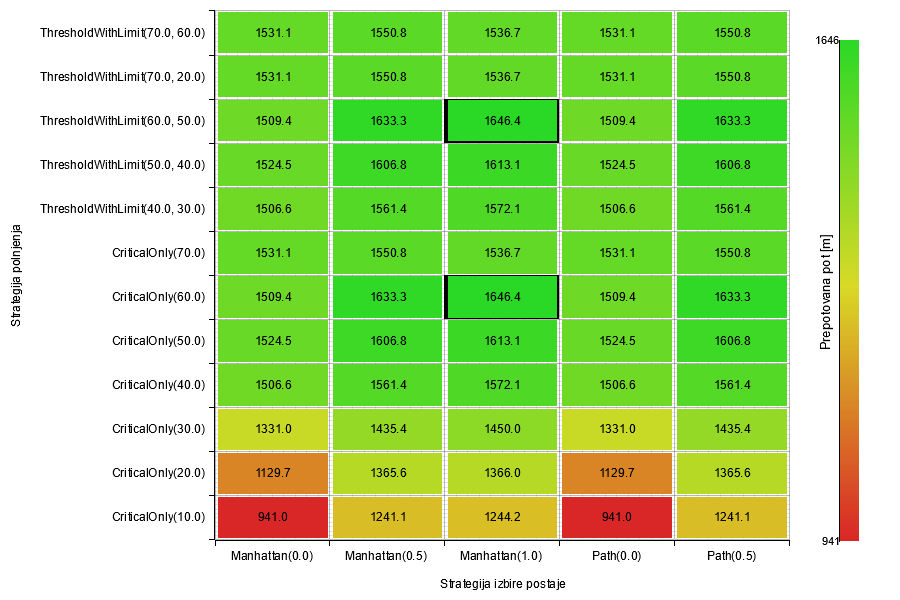 ThresholdWithLimit(70.0, 60.0) 1531.1 1550.8 1536.7 1531.1 1550.8
ThresholdWithLimit(70.0, 20.0) 1531.1 1550.8 1536.7 1531.1 1550.8
ThresholdWithLimit(60.0, 50.0) 1509.4 1633.3 1646.4 1509.4 1633.3
ThresholdWithLimit(50.0, 40.0) 1524.5 1606.8 1613.1 1524.5 1606.8
ThresholdWithLimit(40.0, 30.0) 1506.6 1561.4 1572.1 1506.6 1561.4
CriticalOnly(70.0) 1531.1 1550.8 1536.7 1531.1 1550.8
CriticalOnly(60.0) 1509.4 1633.3 1646.4 1509.4 1633.3
CriticalOnly(50.0) 1524.5 1606.8 1613.1 1524.5 1606.8
CriticalOnly(40.0) 1506.6 1561.4 1572.1 1506.6 1561.4
CriticalOnly(30.0) 1331.0 1435.4 1450.0 1331.0 1435.4
CriticalOnly(20.0) 1129.7 1365.6 1366.0 1129.7 1365.6
CriticalOnly(10.0) 941.0 1241.1 1244.2 941.0 1241.1
Manhattan(0.0) Manhattan(0.5) Manhattan(1.0) Path(0.0) Path(0.5)
Strategija izbire postaje
Strategija polnjenja
1646
Prepotovana pot [m]
941